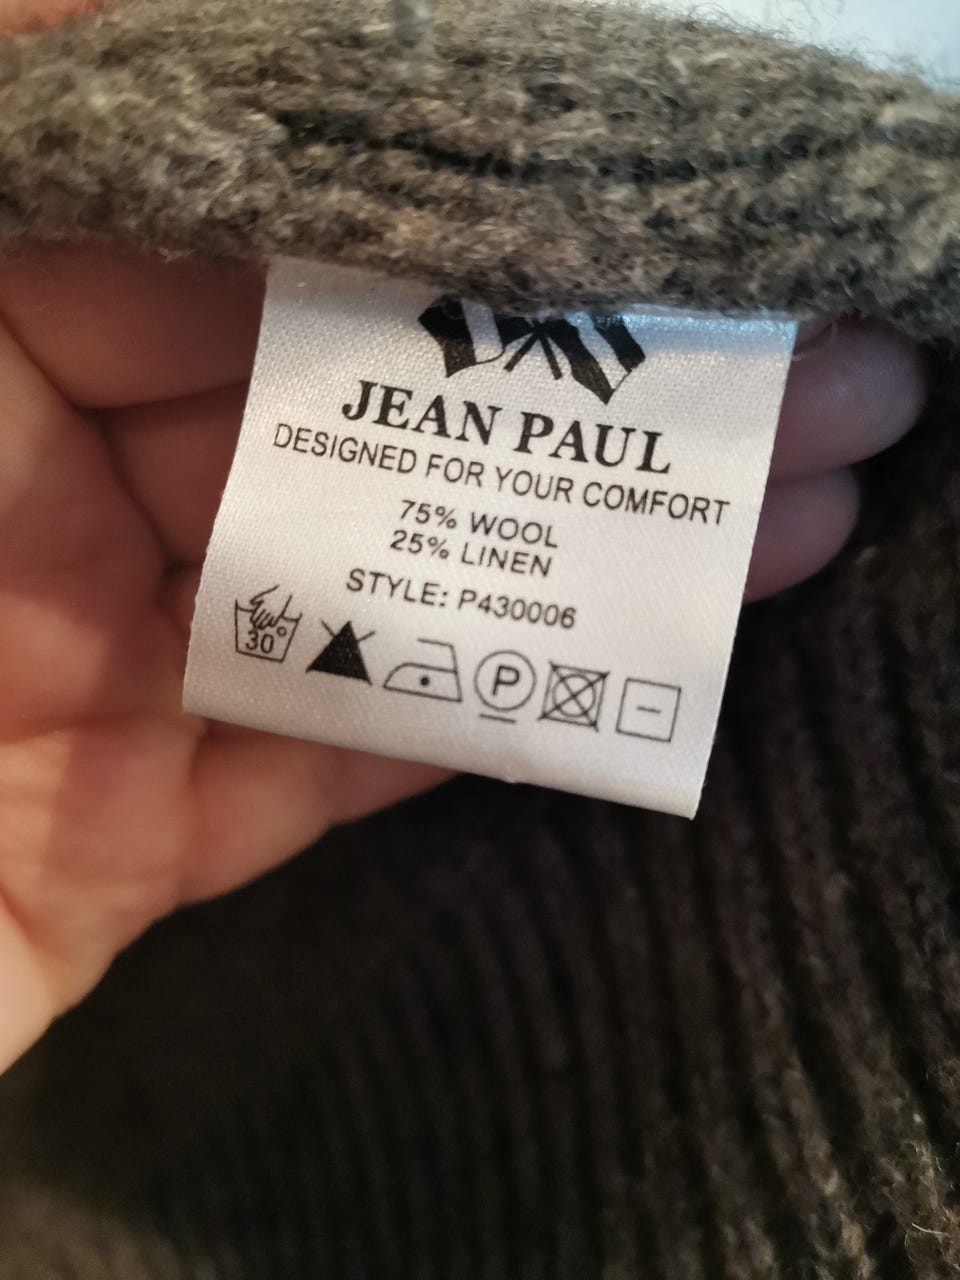 JEAN PAUL
DESIGNED FOR YOUR COMFORT
75% WOOL
25% LINEN
STYLE: P430006
30°
P